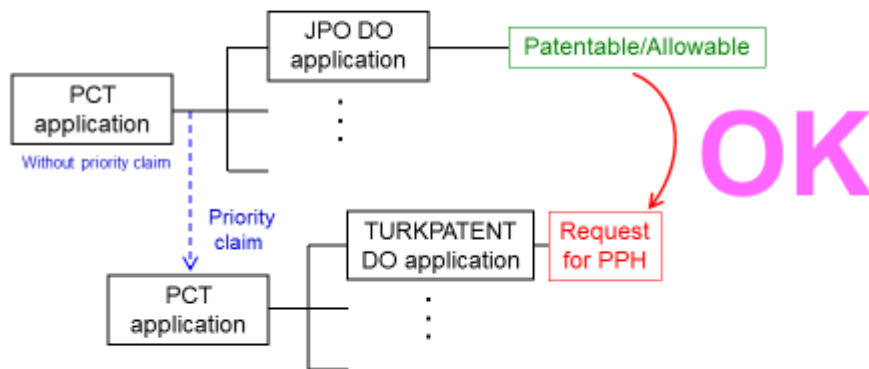 JPO DO
application
Patentable/Allowable
PCT
application
Without priority claim
OK
Priority
claim
TURKPATENT
DO application
Request
for PPH
PCT
application